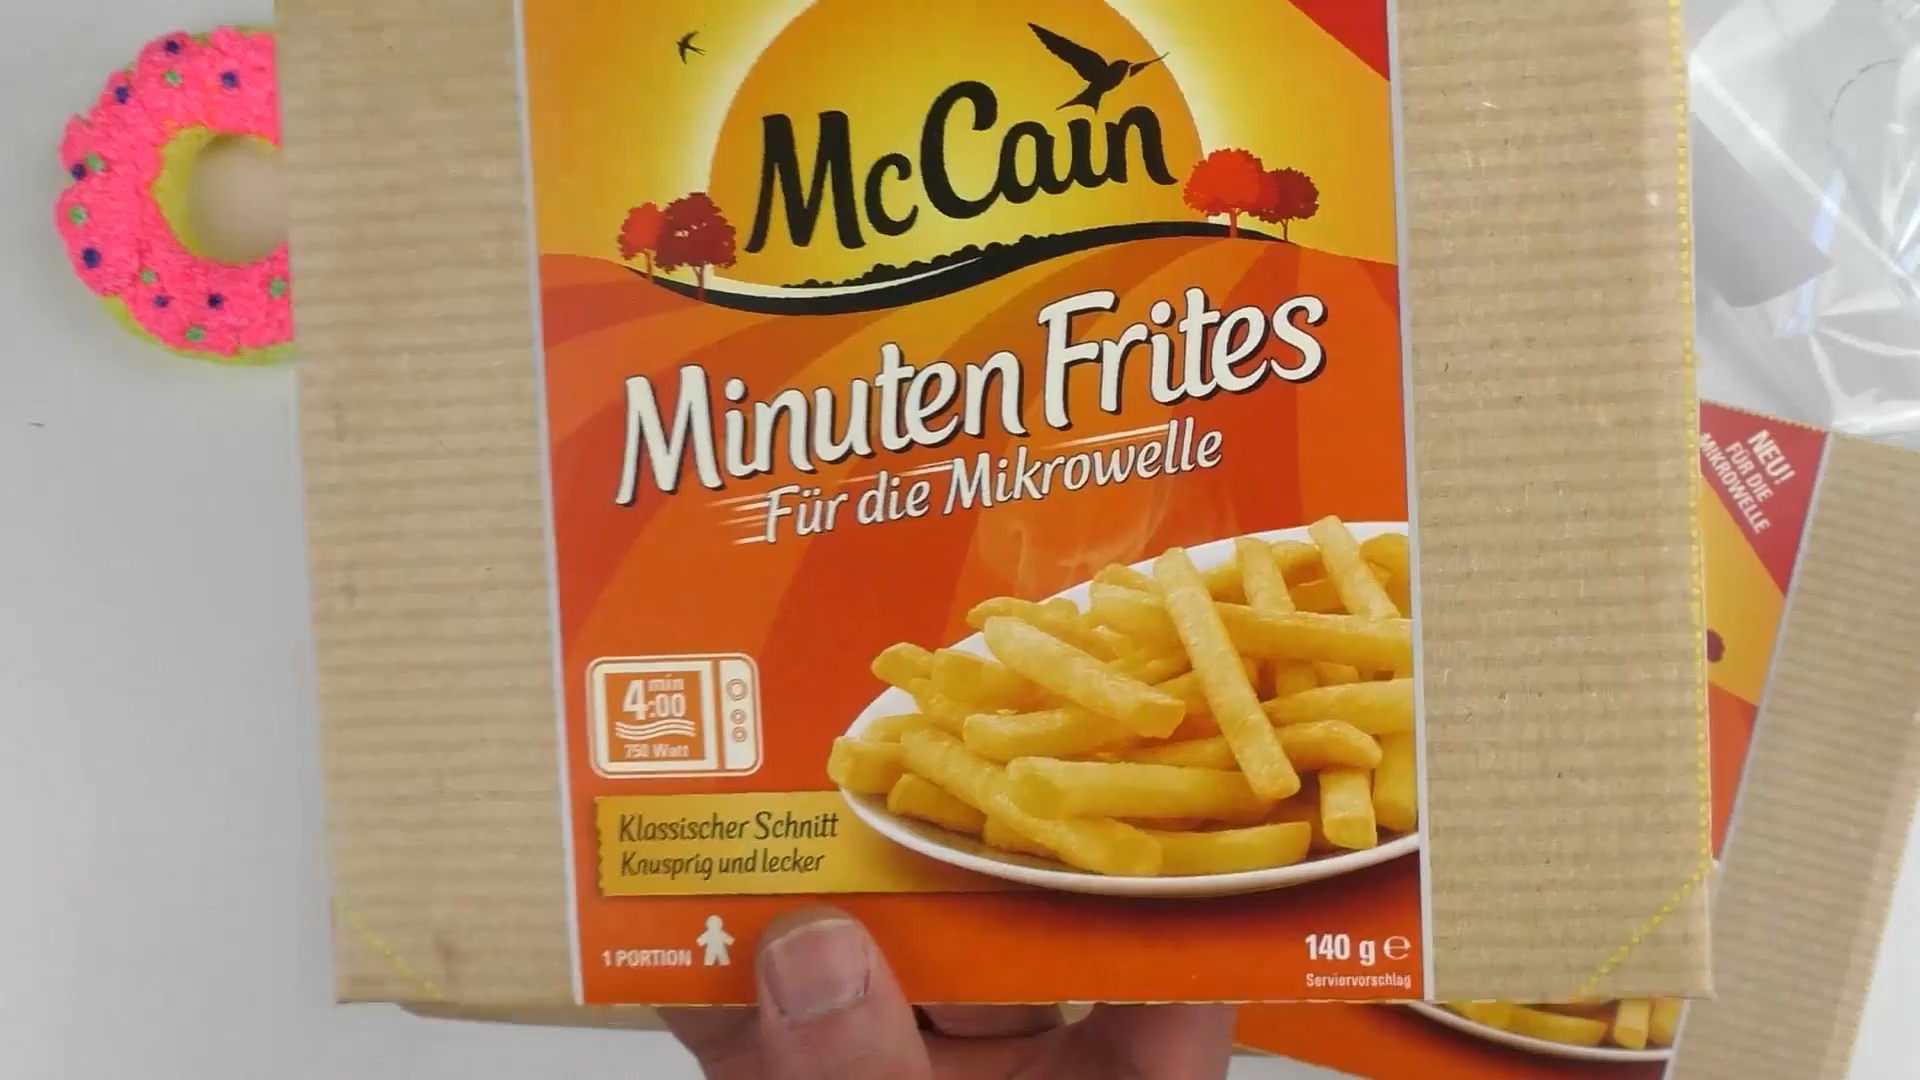 McCain
Minuten Frites
Für die Mikrowelle
4 min
:00
750 Watt
Klassischer Schnitt
Knusprig und lecker
1 PORTION
140 g ℮
Serviervorschlag
NEU!
FÜR DIE
MIKROWELLE